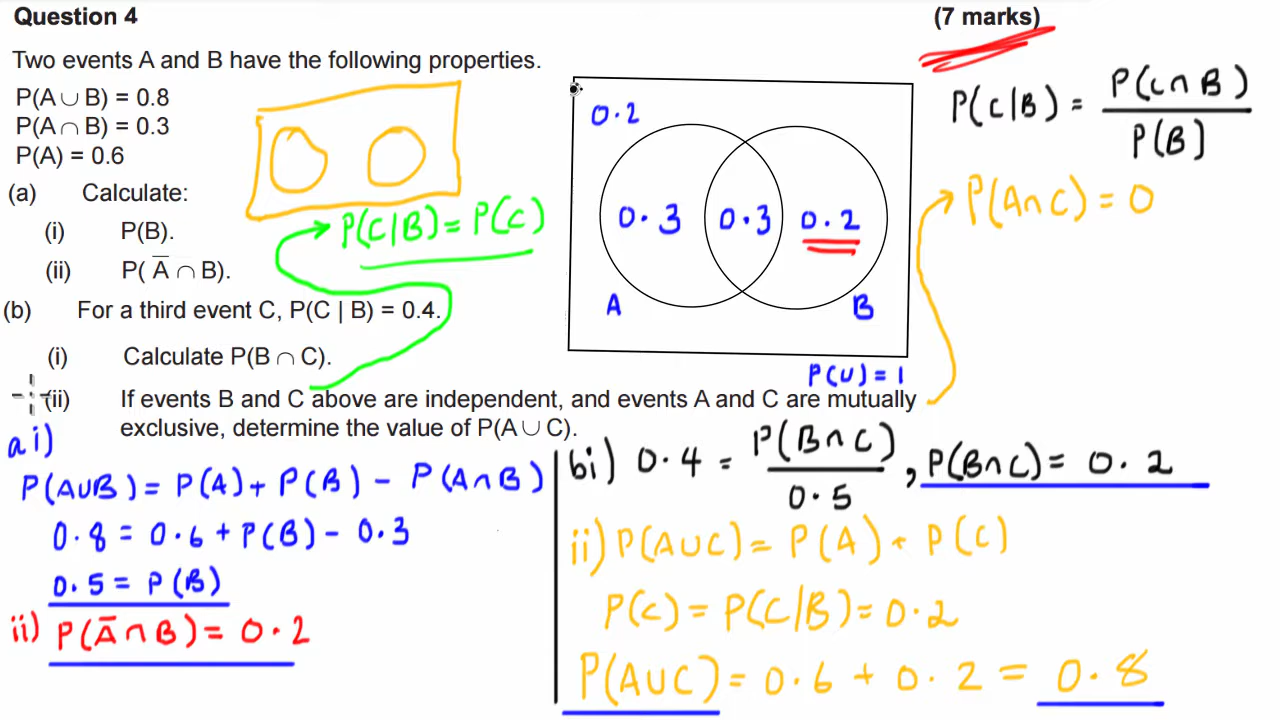 Question 4 (7 marks)
Two events A and B have the following properties.
P(A ∪ B) = 0.8
P(A ∩ B) = 0.3
P(A) = 0.6
(a) Calculate:
(i) P(B).
(ii) P( A̅ ∩ B).
(b) For a third event C, P(C | B) = 0.4.
(i) Calculate P(B ∩ C).
(ii) If events B and C above are independent, and events A and C are mutually
exclusive, determine the value of P(A ∪ C).
P(C/B) = P(C)
0.2
0.3 0.3 0.2
A B
P(U) = 1
P(C|B) = P(C∩B)
P(B)
P(A∩C) = 0
a i)
P(A∪B) = P(A) + P(B) - P(A∩B)
0.8 = 0.6 + P(B) - 0.3
0.5 = P(B)
ii) P(A̅ ∩ B) = 0.2
bi) 0.4 = P(B∩C) , P(B∩C) = 0.2
0.5
ii) P(A∪C) = P(A) + P(C)
P(C) = P(C/B) = 0.2
P(A∪C) = 0.6 + 0.2 = 0.8